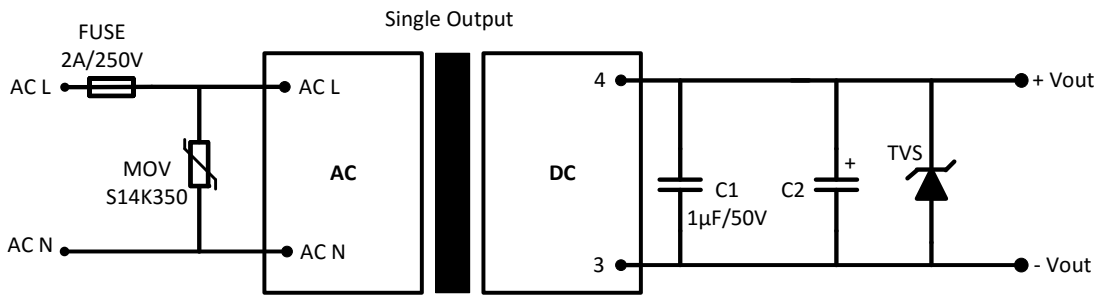 Single Output
FUSE
2A/250V
AC L
AC L
4
+ Vout
MOV
S14K350
AC
DC
C1
1µF/50V
C2
+
TVS
AC N
AC N
3
- Vout